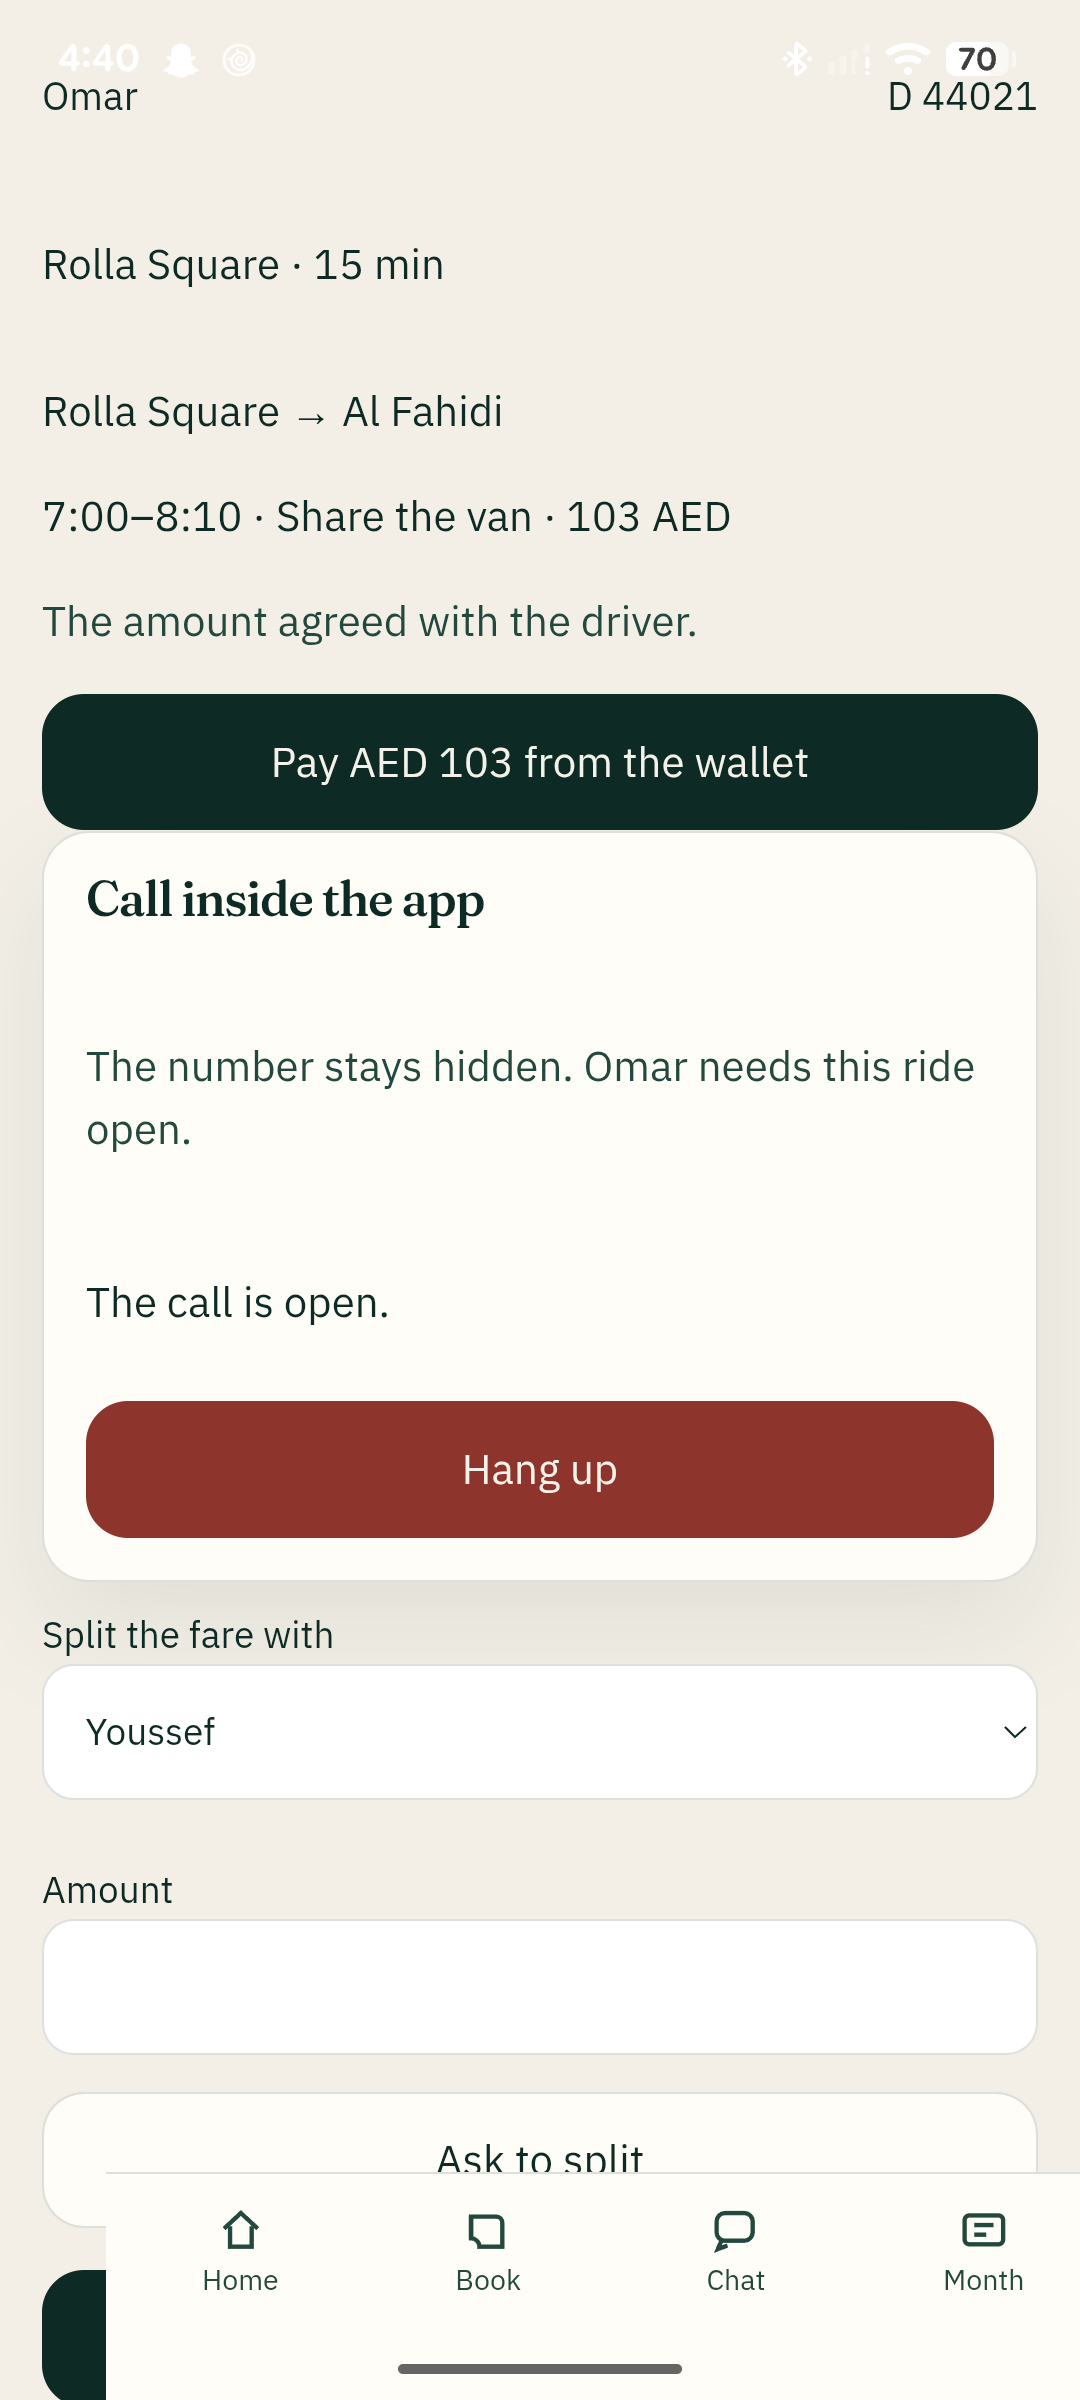 4:40
70
Omar
D 44021
Rolla Square · 15 min
Rolla Square → Al Fahidi
7:00–8:10 · Share the van · 103 AED
The amount agreed with the driver.
Pay AED 103 from the wallet
Call inside the app
The number stays hidden. Omar needs this ride
open.
The call is open.
Hang up
Split the fare with
Youssef
Amount
Ask to split
Home
Book
Chat
Month